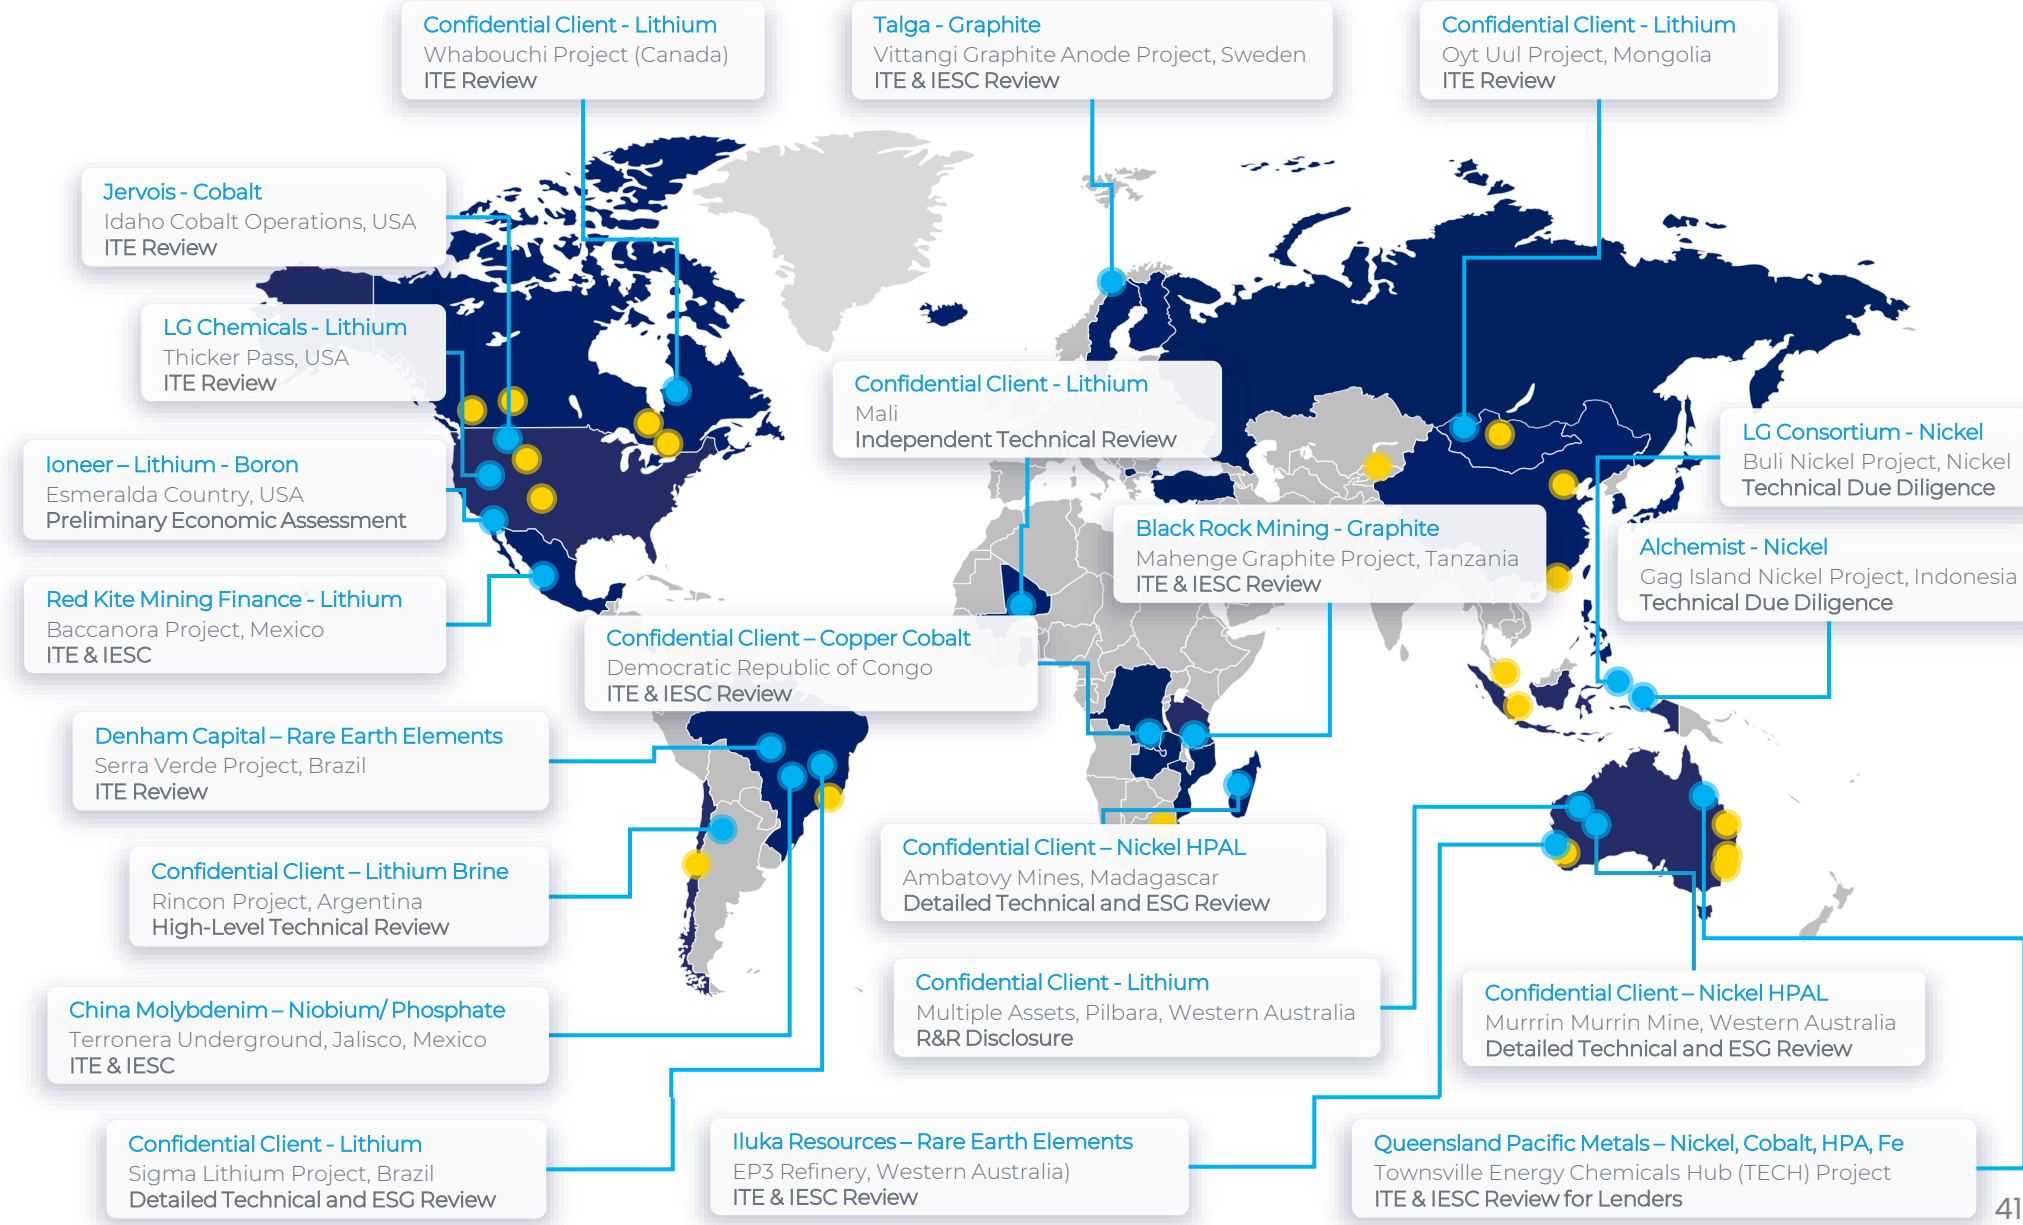 Confidential Client - Lithium
Whabouchi Project (Canada)
ITE Review
Talga - Graphite
Vittangi Graphite Anode Project, Sweden
ITE & IESC Review
Confidential Client - Lithium
Oyt Uul Project, Mongolia
ITE Review
Jervois - Cobalt
Idaho Cobalt Operations, USA
ITE Review
LG Chemicals - Lithium
Thicker Pass, USA
ITE Review
Confidential Client - Lithium
Mali
Independent Technical Review
LG Consortium - Nickel
Buli Nickel Project, Nickel
Technical Due Diligence
Ioneer – Lithium - Boron
Esmeralda Country, USA
Preliminary Economic Assessment
Black Rock Mining - Graphite
Mahenge Graphite Project, Tanzania
ITE & IESC Review
Alchemist - Nickel
Gag Island Nickel Project, Indonesia
Technical Due Diligence
Red Kite Mining Finance - Lithium
Baccanora Project, Mexico
ITE & IESC
Confidential Client – Copper Cobalt
Democratic Republic of Congo
ITE & IESC Review
Denham Capital – Rare Earth Elements
Serra Verde Project, Brazil
ITE Review
Confidential Client – Lithium Brine
Rincon Project, Argentina
High-Level Technical Review
Confidential Client – Nickel HPAL
Ambatovy Mines, Madagascar
Detailed Technical and ESG Review
China Molybdenim – Niobium/ Phosphate
Terronera Underground, Jalisco, Mexico
ITE & IESC
Confidential Client - Lithium
Multiple Assets, Pilbara, Western Australia
R&R Disclosure
Confidential Client – Nickel HPAL
Murrrin Murrin Mine, Western Australia
Detailed Technical and ESG Review
Confidential Client - Lithium
Sigma Lithium Project, Brazil
Detailed Technical and ESG Review
Iluka Resources – Rare Earth Elements
EP3 Refinery, Western Australia)
ITE & IESC Review
Queensland Pacific Metals – Nickel, Cobalt, HPA, Fe
Townsville Energy Chemicals Hub (TECH) Project
ITE & IESC Review for Lenders
41